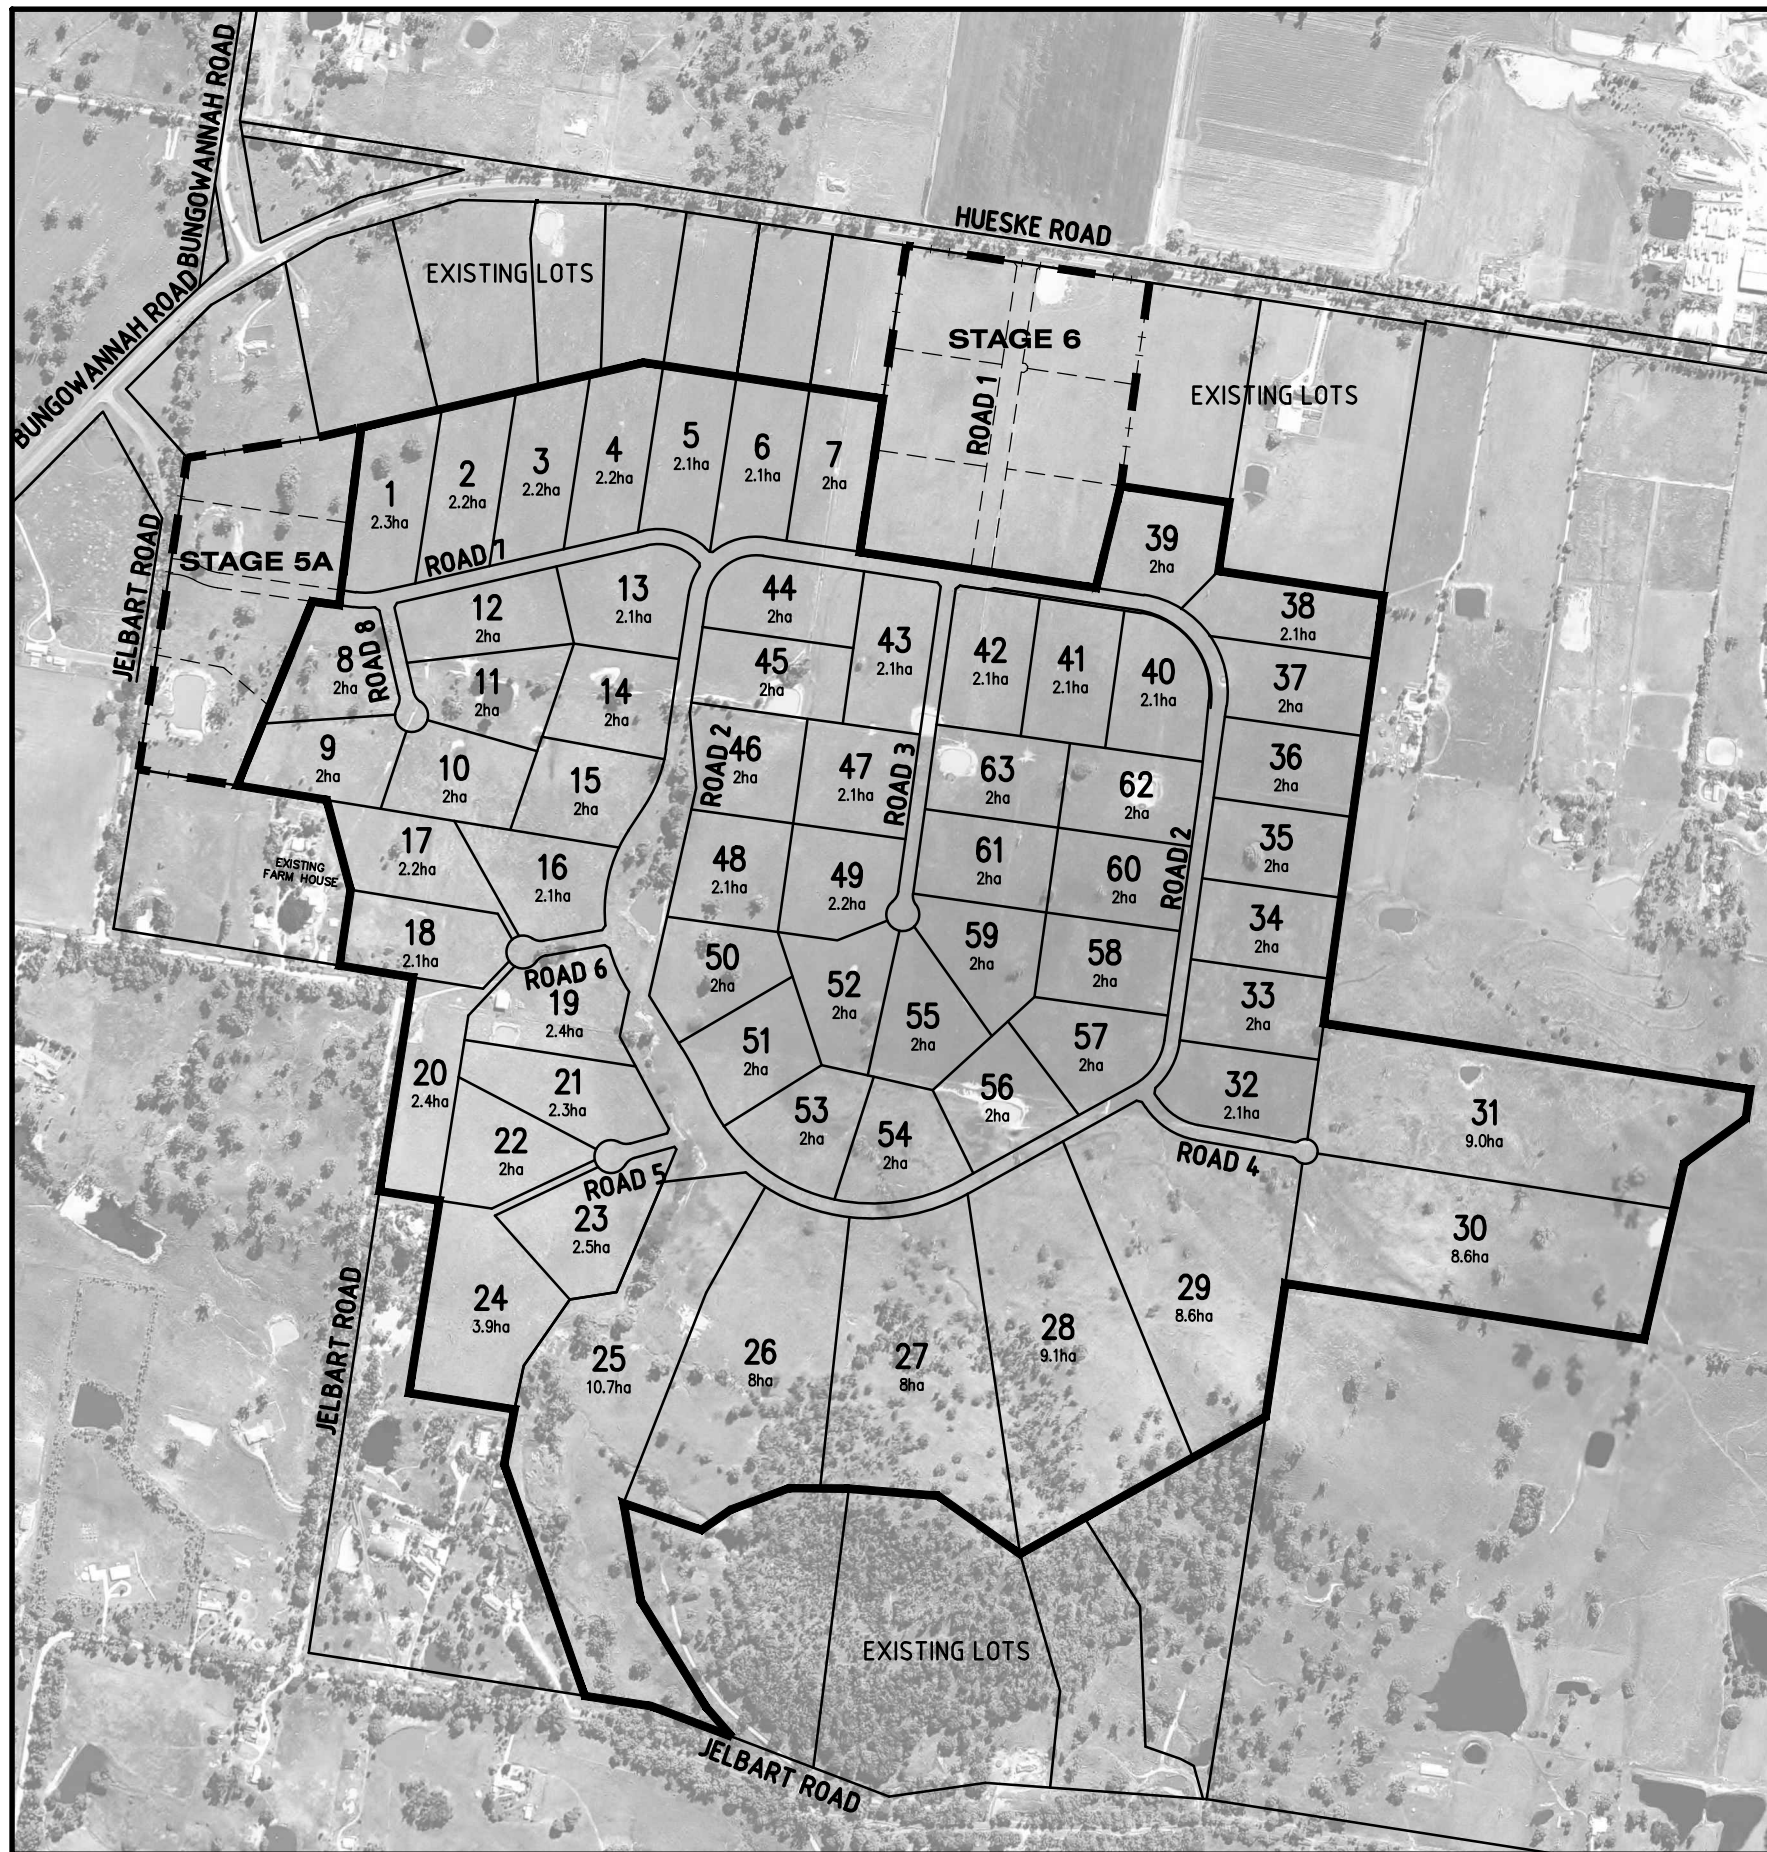 BUNGOWANNAH ROAD
BUNGOWANNAH ROAD
HUESKE ROAD
EXISTING LOTS
STAGE 6
ROAD 1
EXISTING LOTS
JELBART ROAD
STAGE 5A
1
2.3ha
2
2.2ha
3
2.2ha
4
2.2ha
5
2.1ha
6
2.1ha
7
2ha
ROAD 7
39
2ha
38
2.1ha
8
2ha
ROAD 8
12
2ha
13
2.1ha
44
2ha
43
2.1ha
42
2.1ha
41
2.1ha
40
2.1ha
37
2ha
11
2ha
14
2ha
45
2ha
9
2ha
10
2ha
15
2ha
ROAD 2
46
2ha
47
2.1ha
ROAD 3
63
2ha
62
2ha
36
2ha
EXISTING
FARM HOUSE
17
2.2ha
16
2.1ha
48
2.1ha
49
2.2ha
61
2ha
60
2ha
ROAD 2
35
2ha
18
2.1ha
ROAD 6
50
2ha
52
2ha
59
2ha
58
2ha
34
2ha
19
2.4ha
20
2.4ha
21
2.3ha
51
2ha
55
2ha
57
2ha
33
2ha
22
2ha
ROAD 5
53
2ha
54
2ha
56
2ha
32
2.1ha
ROAD 4
31
9.0ha
30
8.6ha
23
2.5ha
24
3.9ha
25
10.7ha
26
8ha
27
8ha
28
9.1ha
29
8.6ha
JELBART ROAD
EXISTING LOTS
JELBART ROAD